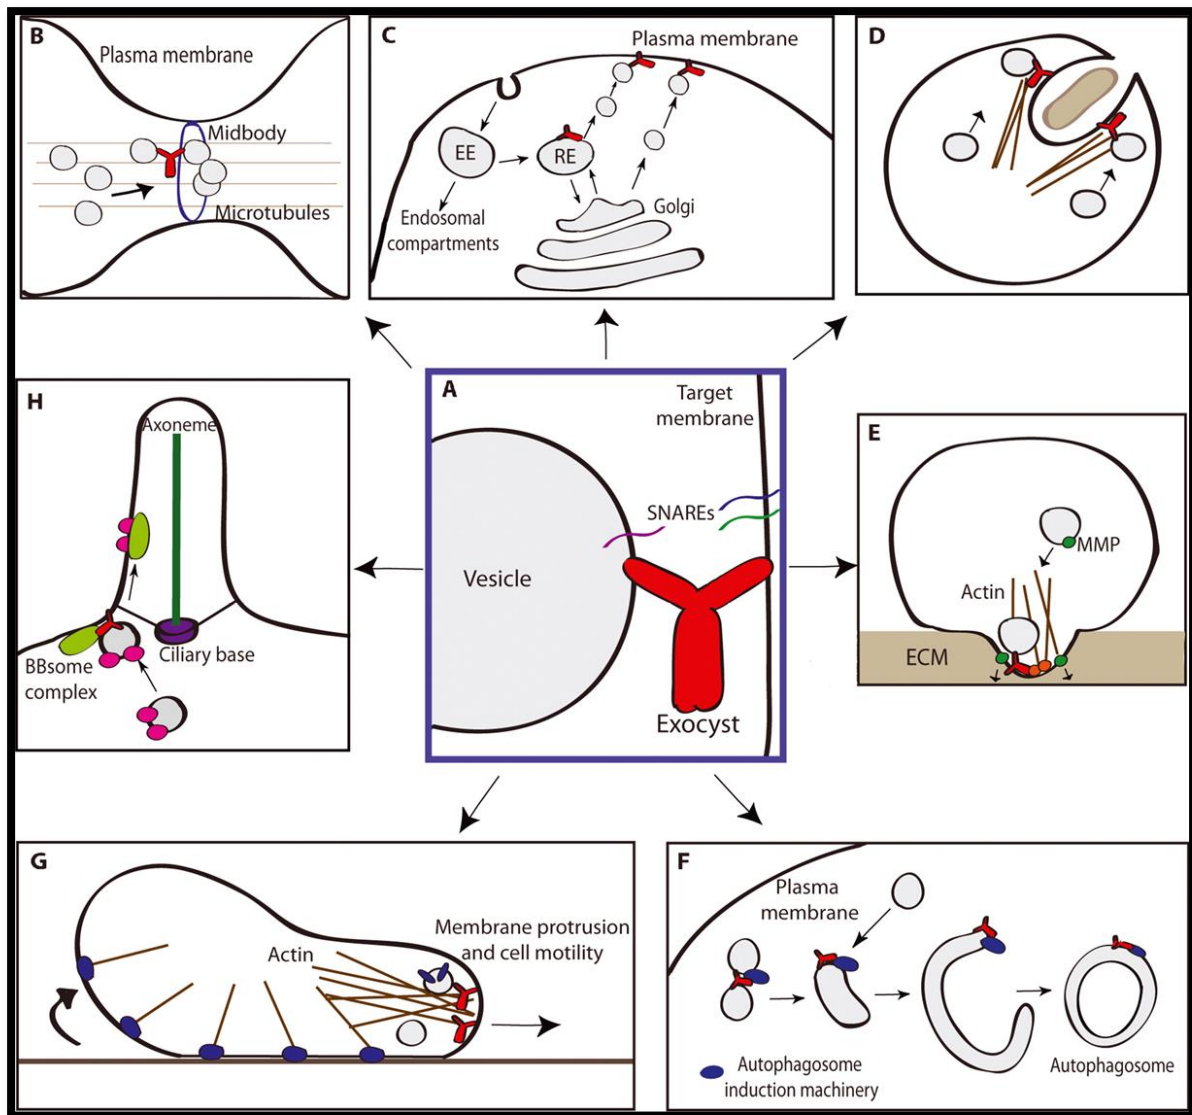 B
Plasma membrane
Midbody
Microtubules
C
Plasma membrane
EE
RE
Golgi
Endosomal
compartments
D
H
Axoneme
BBsome
complex
Ciliary base
A
Target
membrane
SNAREs
Vesicle
Exocyst
E
MMP
Actin
ECM
G
Actin
Membrane protrusion
and cell motility
F
Plasma
membrane
Autophagosome
induction machinery
Autophagosome